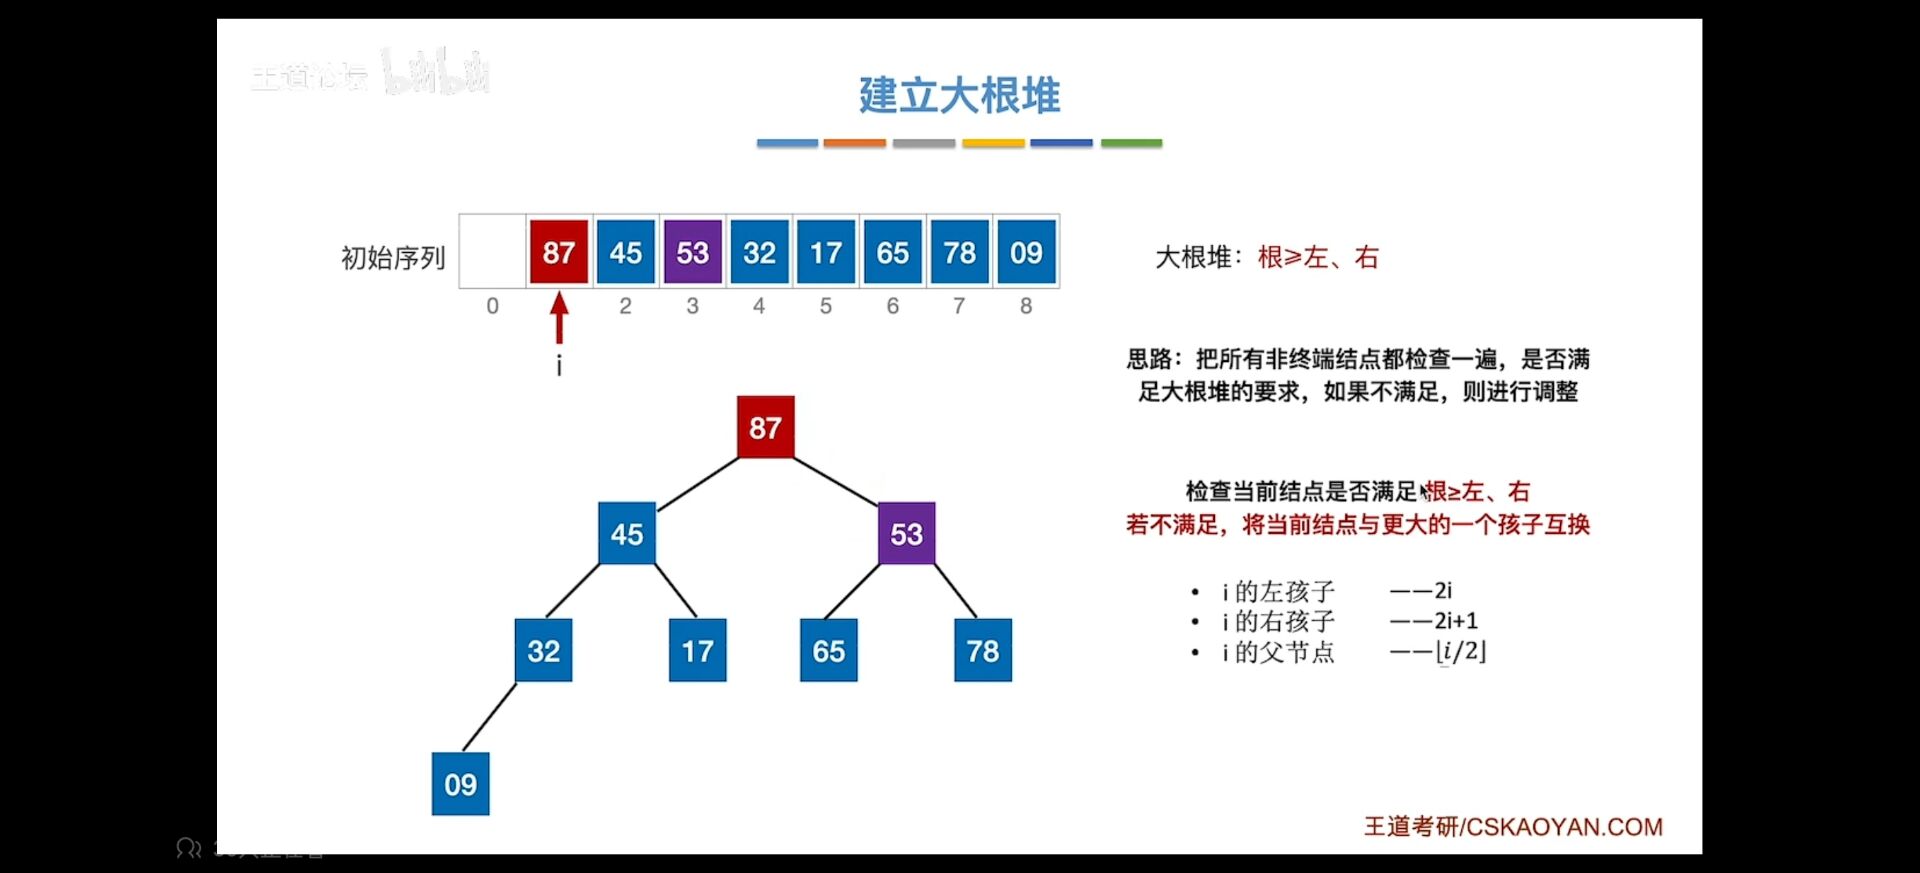 王道论坛 bilibili
建立大根堆
初始序列 87 45 53 32 17 65 78 09
0 2 3 4 5 6 7 8
i
大根堆：根≥左、右
思路：把所有非终端结点都检查一遍，是否满
足大根堆的要求，如果不满足，则进行调整
87
45 53
检查当前结点是否满足根≥左、右
若不满足，将当前结点与更大的一个孩子互换
• i 的左孩子 ——2i
• i 的右孩子 ——2i+1
• i 的父节点 ——⌊i/2⌋
32 17 65 78
09
王道考研/CSKAOYAN.COM